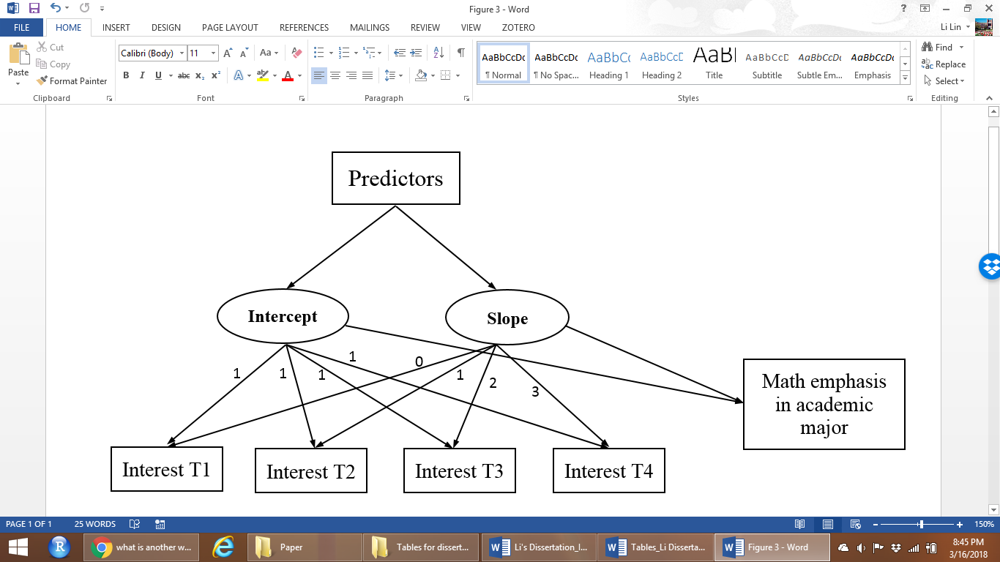 Figure 3 - Word
FILE HOME INSERT DESIGN PAGE LAYOUT REFERENCES MAILINGS REVIEW VIEW ZOTERO Li Lin
Paste
Cut
Copy
Format Painter
Clipboard
Calibri (Body) 11
Font
Paragraph
AaBbCcDc AaBbCcDc AaBbC AaBbCcD AaB AaBbCcD AaBbCcDc AaBbCcDc
¶ Normal ¶ No Spac... Heading 1 Heading 2 Title Subtitle Subtle Em... Emphasis
Styles
Find
Replace
Select
Editing
Predictors
Intercept
Slope
1 1 1 1 0 1 2 3
Math emphasis
in academic
major
Interest T1
Interest T2
Interest T3
Interest T4
PAGE 1 OF 1 25 WORDS 150%
what is another w...
Paper
Tables for dissert...
Li's Dissertation_I...
Tables_Li Disserta...
Figure 3 - Word
8:45 PM
3/16/2018